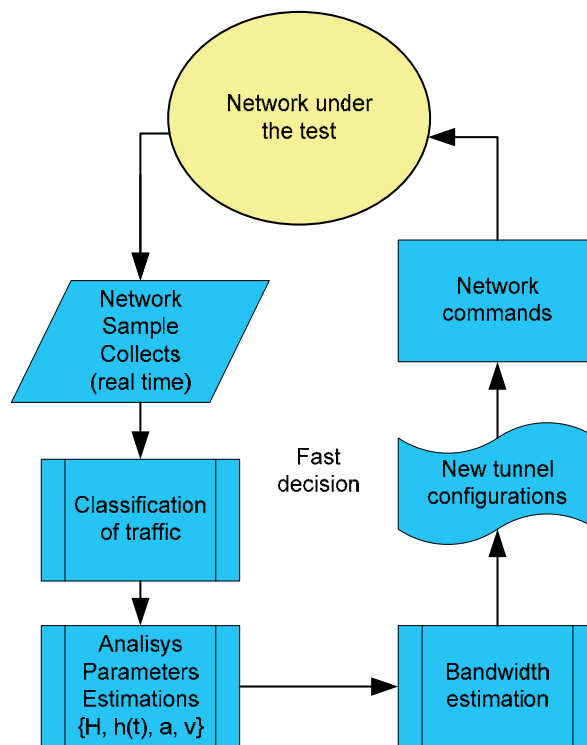 Network under
the test
Network
Sample
Collects
(real time)
Classification
of traffic
Analisys
Parameters
Estimations
{H, h(t), a, v}
Fast
decision
Network
commands
New tunnel
configurations
Bandwidth
estimation